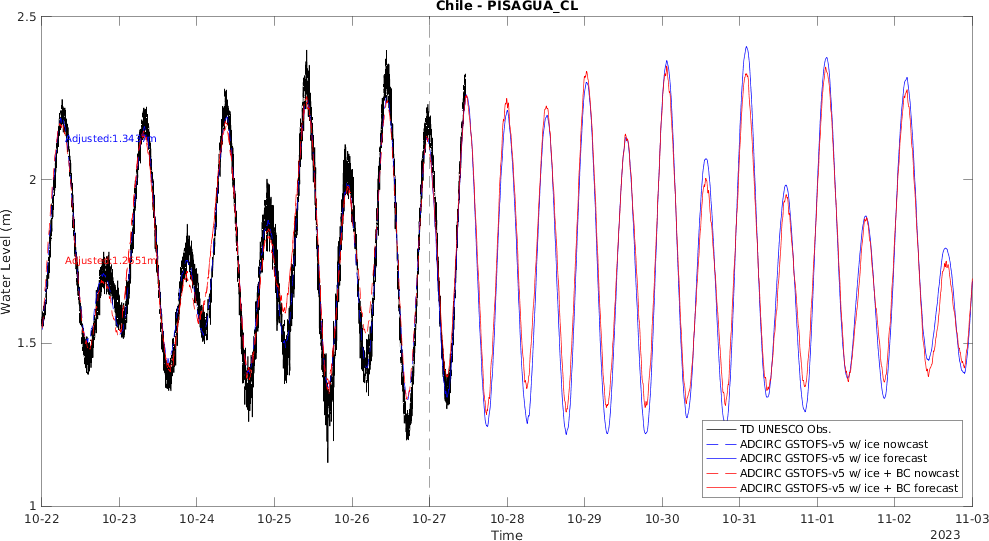 Chile - PISAGUA_CL
2.5
2
1.5
1
Water Level (m)
Adjusted:1.343
m
Adjusted:1.2
51m
TD UNESCO Obs.
ADCIRC GSTOFS-v5 w/ ice nowcast
ADCIRC GSTOFS-v5 w/ ice forecast
ADCIRC GSTOFS-v5 w/ ice + BC nowcast
ADCIRC GSTOFS-v5 w/ ice + BC forecast
10-22 10-23 10-24 10-25 10-26 10-27 10-28 10-29 10-30 10-31 11-01 11-02 11-03
Time
2023